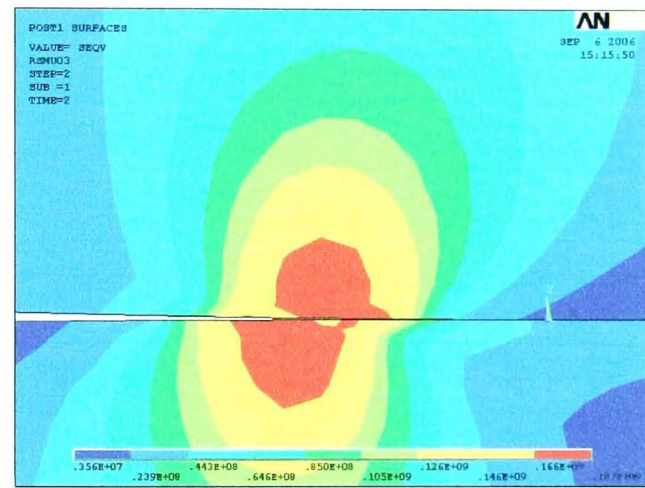 POST1 SURFACES
VALUE= SEQV
RSMU03
STEP=2
SUB =1
TIME=2
AN
SEP 6 2006
15:15:50
.356E+07 .443E+08 .850E+08 .126E+09 .166E+09
.239E+08 .646E+08 .105E+09 .146E+09